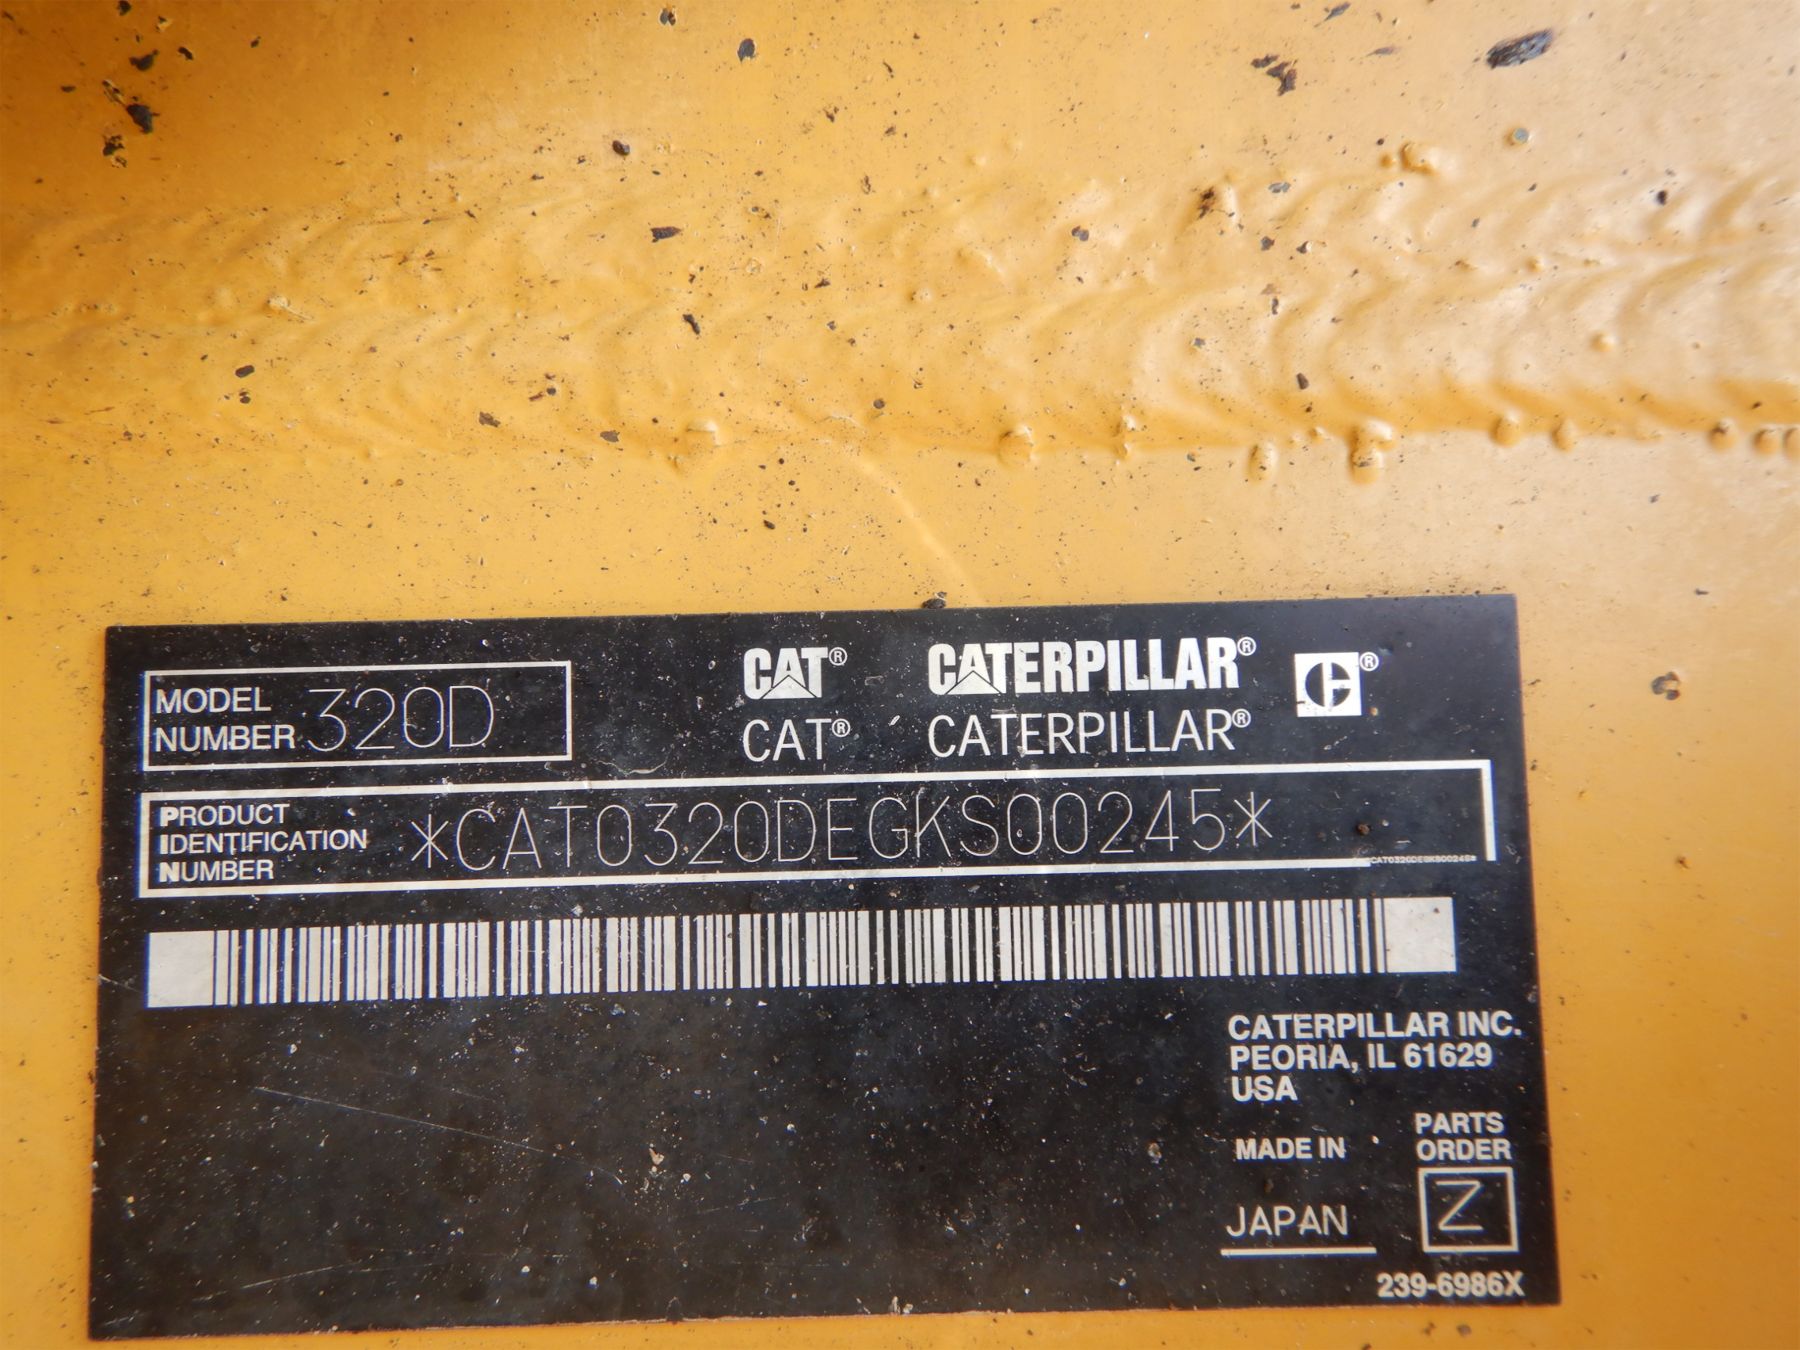 MODEL
NUMBER 320D
CAT® CATERPILLAR® C®
CAT® CATERPILLAR®
PRODUCT
IDENTIFICATION
NUMBER
*CAT0320DEGKS00245*
CAT0320DEGKS00245*
CATERPILLAR INC.
PEORIA, IL 61629
USA
MADE IN
JAPAN
PARTS
ORDER
Z
239-6986X